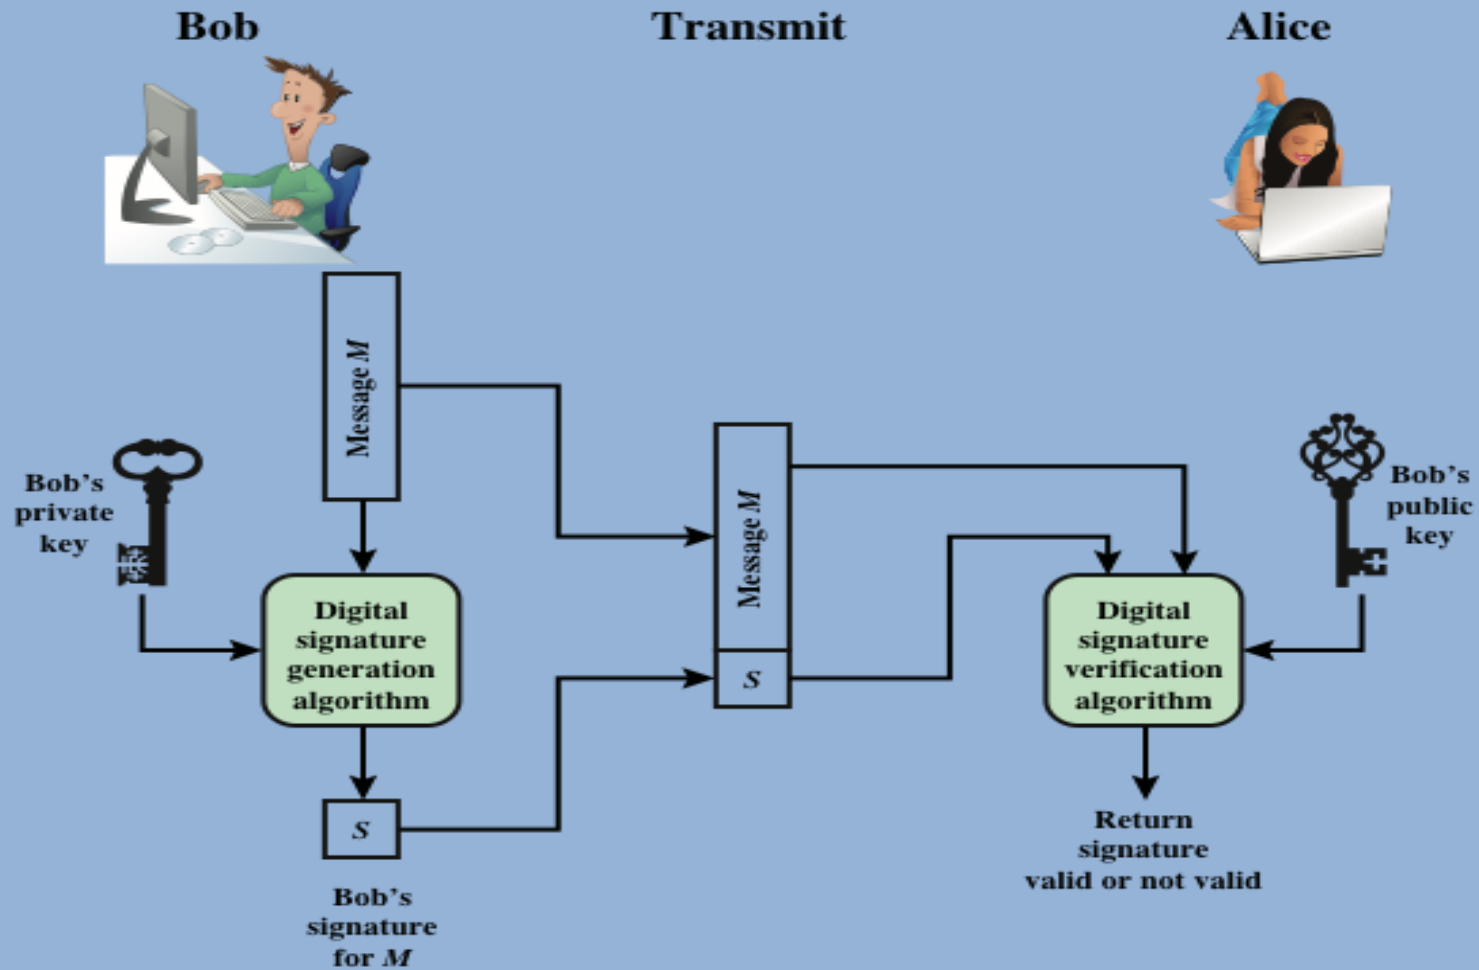 Bob
Transmit
Alice
Message M
Bob's
private
key
Digital
signature
generation
algorithm
S
Bob's
signature
for M
Message M
S
Bob's
public
key
Digital
signature
verification
algorithm
Return
signature
valid or not valid